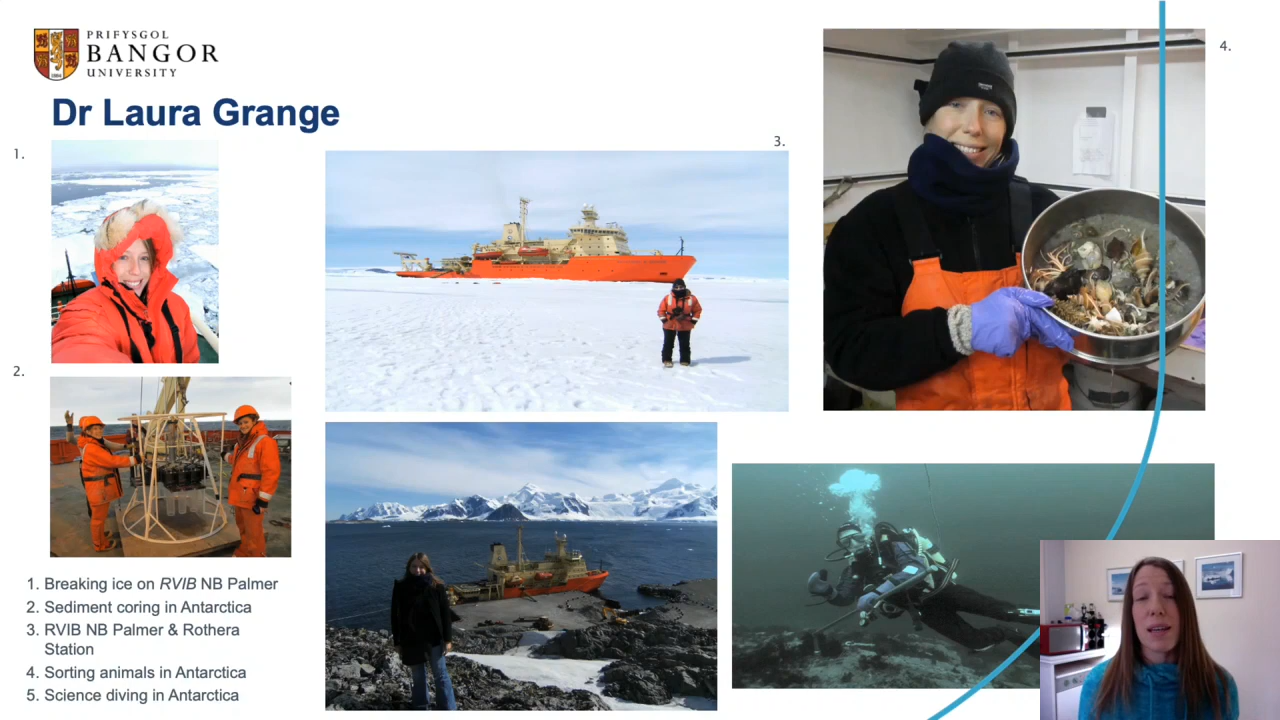 PRIFYSGOL
BANGOR
UNIVERSITY
Dr Laura Grange
1.
2.
3.
4.
1. Breaking ice on RVIB NB Palmer
2. Sediment coring in Antarctica
3. RVIB NB Palmer & Rothera
Station
4. Sorting animals in Antarctica
5. Science diving in Antarctica